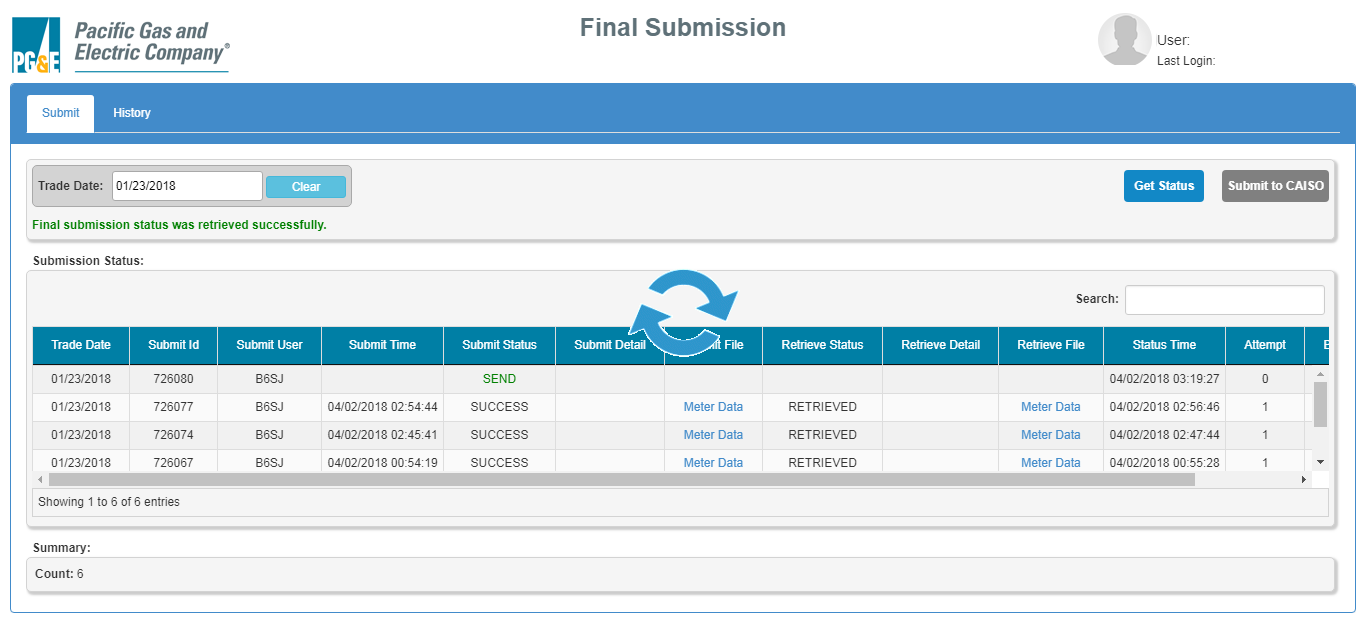 PG&E Pacific Gas and
Electric Company®
Final Submission
User:
Last Login:
Submit History
Trade Date: 01/23/2018 Clear Get Status Submit to CAISO
Final submission status was retrieved successfully.
Submission Status:
Search:
Trade Date Submit Id Submit User Submit Time Submit Status Submit Detail File Retrieve Status Retrieve Detail Retrieve File Status Time Attempt
01/23/2018 726080 B6SJ SEND 04/02/2018 03:19:27 0
01/23/2018 726077 B6SJ 04/02/2018 02:54:44 SUCCESS Meter Data RETRIEVED Meter Data 04/02/2018 02:56:46 1
01/23/2018 726074 B6SJ 04/02/2018 02:45:41 SUCCESS Meter Data RETRIEVED Meter Data 04/02/2018 02:47:44 1
01/23/2018 726067 B6SJ 04/02/2018 00:54:19 SUCCESS Meter Data RETRIEVED Meter Data 04/02/2018 00:55:28 1
Showing 1 to 6 of 6 entries
Summary:
Count: 6